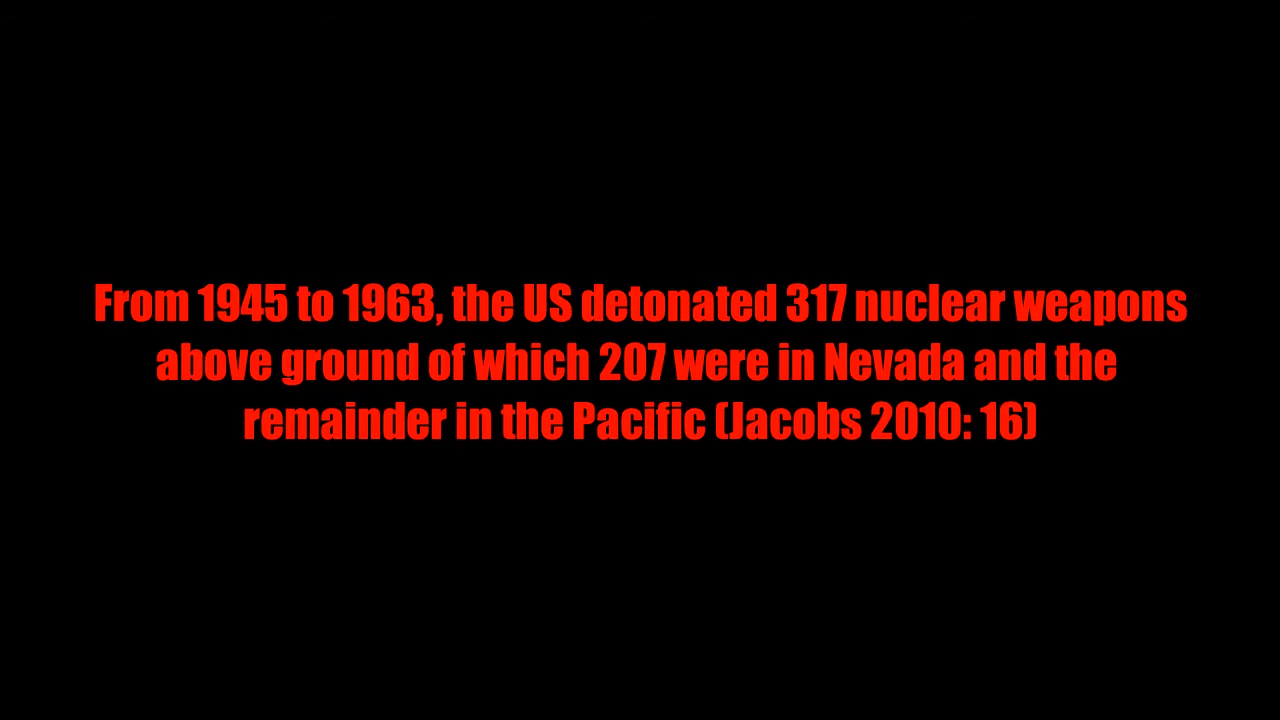 From 1945 to 1963, the US detonated 317 nuclear weapons
above ground of which 207 were in Nevada and the
remainder in the Pacific (Jacobs 2010: 16)